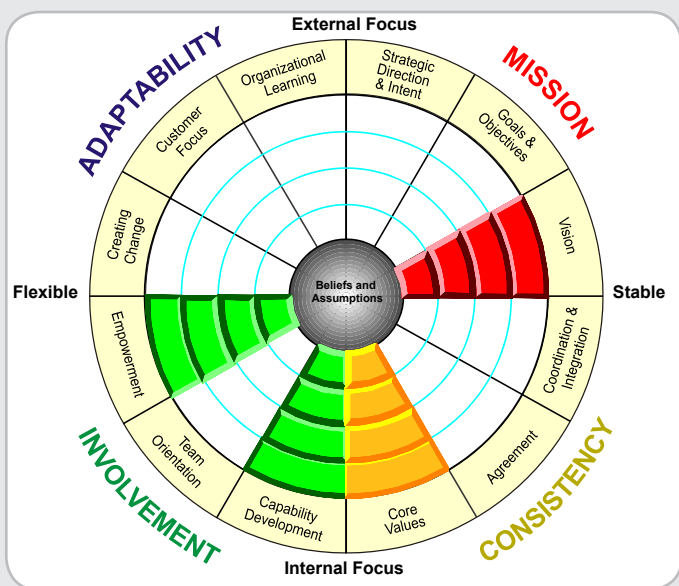 External Focus
ADAPTABILITY
MISSION
Organizational
Learning
Strategic
Direction
& Intent
Customer
Focus
Goals &
Objectives
Creating
Change
Vision
Beliefs and
Assumptions
Flexible
Stable
Empowerment
Coordination &
Integration
Team
Orientation
Agreement
Capability
Development
Core
Values
INVOLVEMENT
CONSISTENCY
Internal Focus